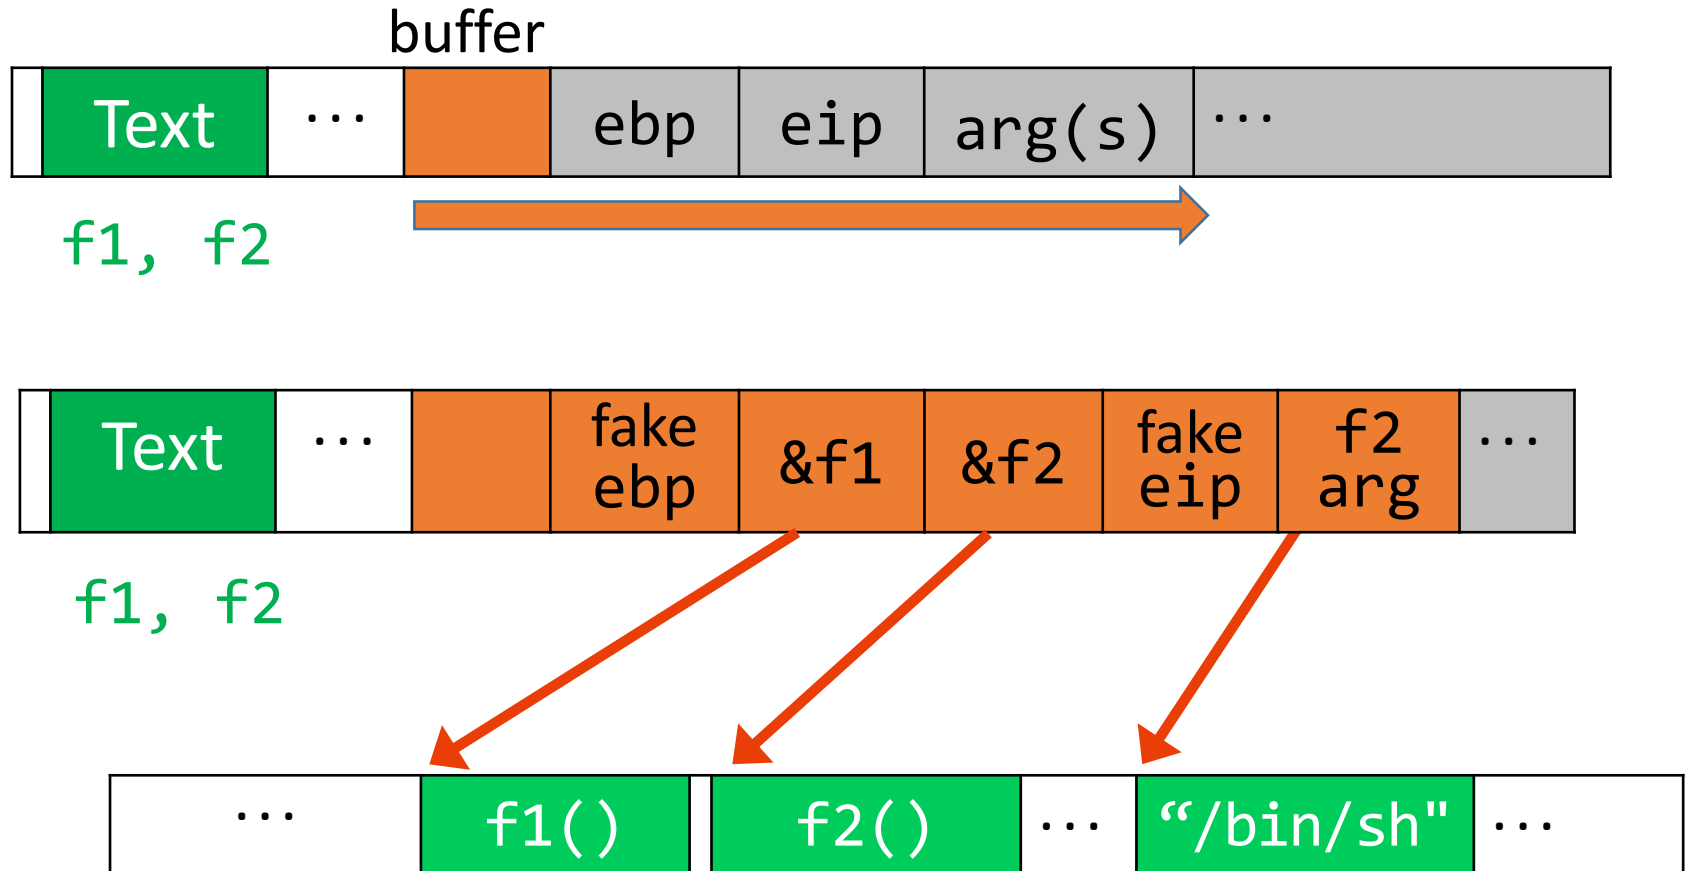 buffer
Text ... ebp eip arg(s) ...
f1, f2
Text ... fake ebp &f1 &f2 fake eip f2 arg ...
f1, f2
... f1() f2() ... “/bin/sh" ...